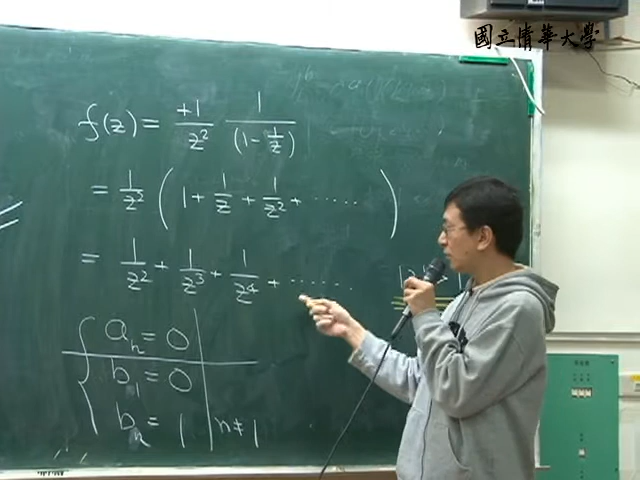 國立清華大學
f(z) = +1/z² 1/(1 - 1/z)
= 1/z² ( 1 + 1/z + 1/z² + ...... )
= 1/z² + 1/z³ + 1/z⁴ + ......
aₙ = 0
b₁ = 0
bₙ = 1 n ≠ 1